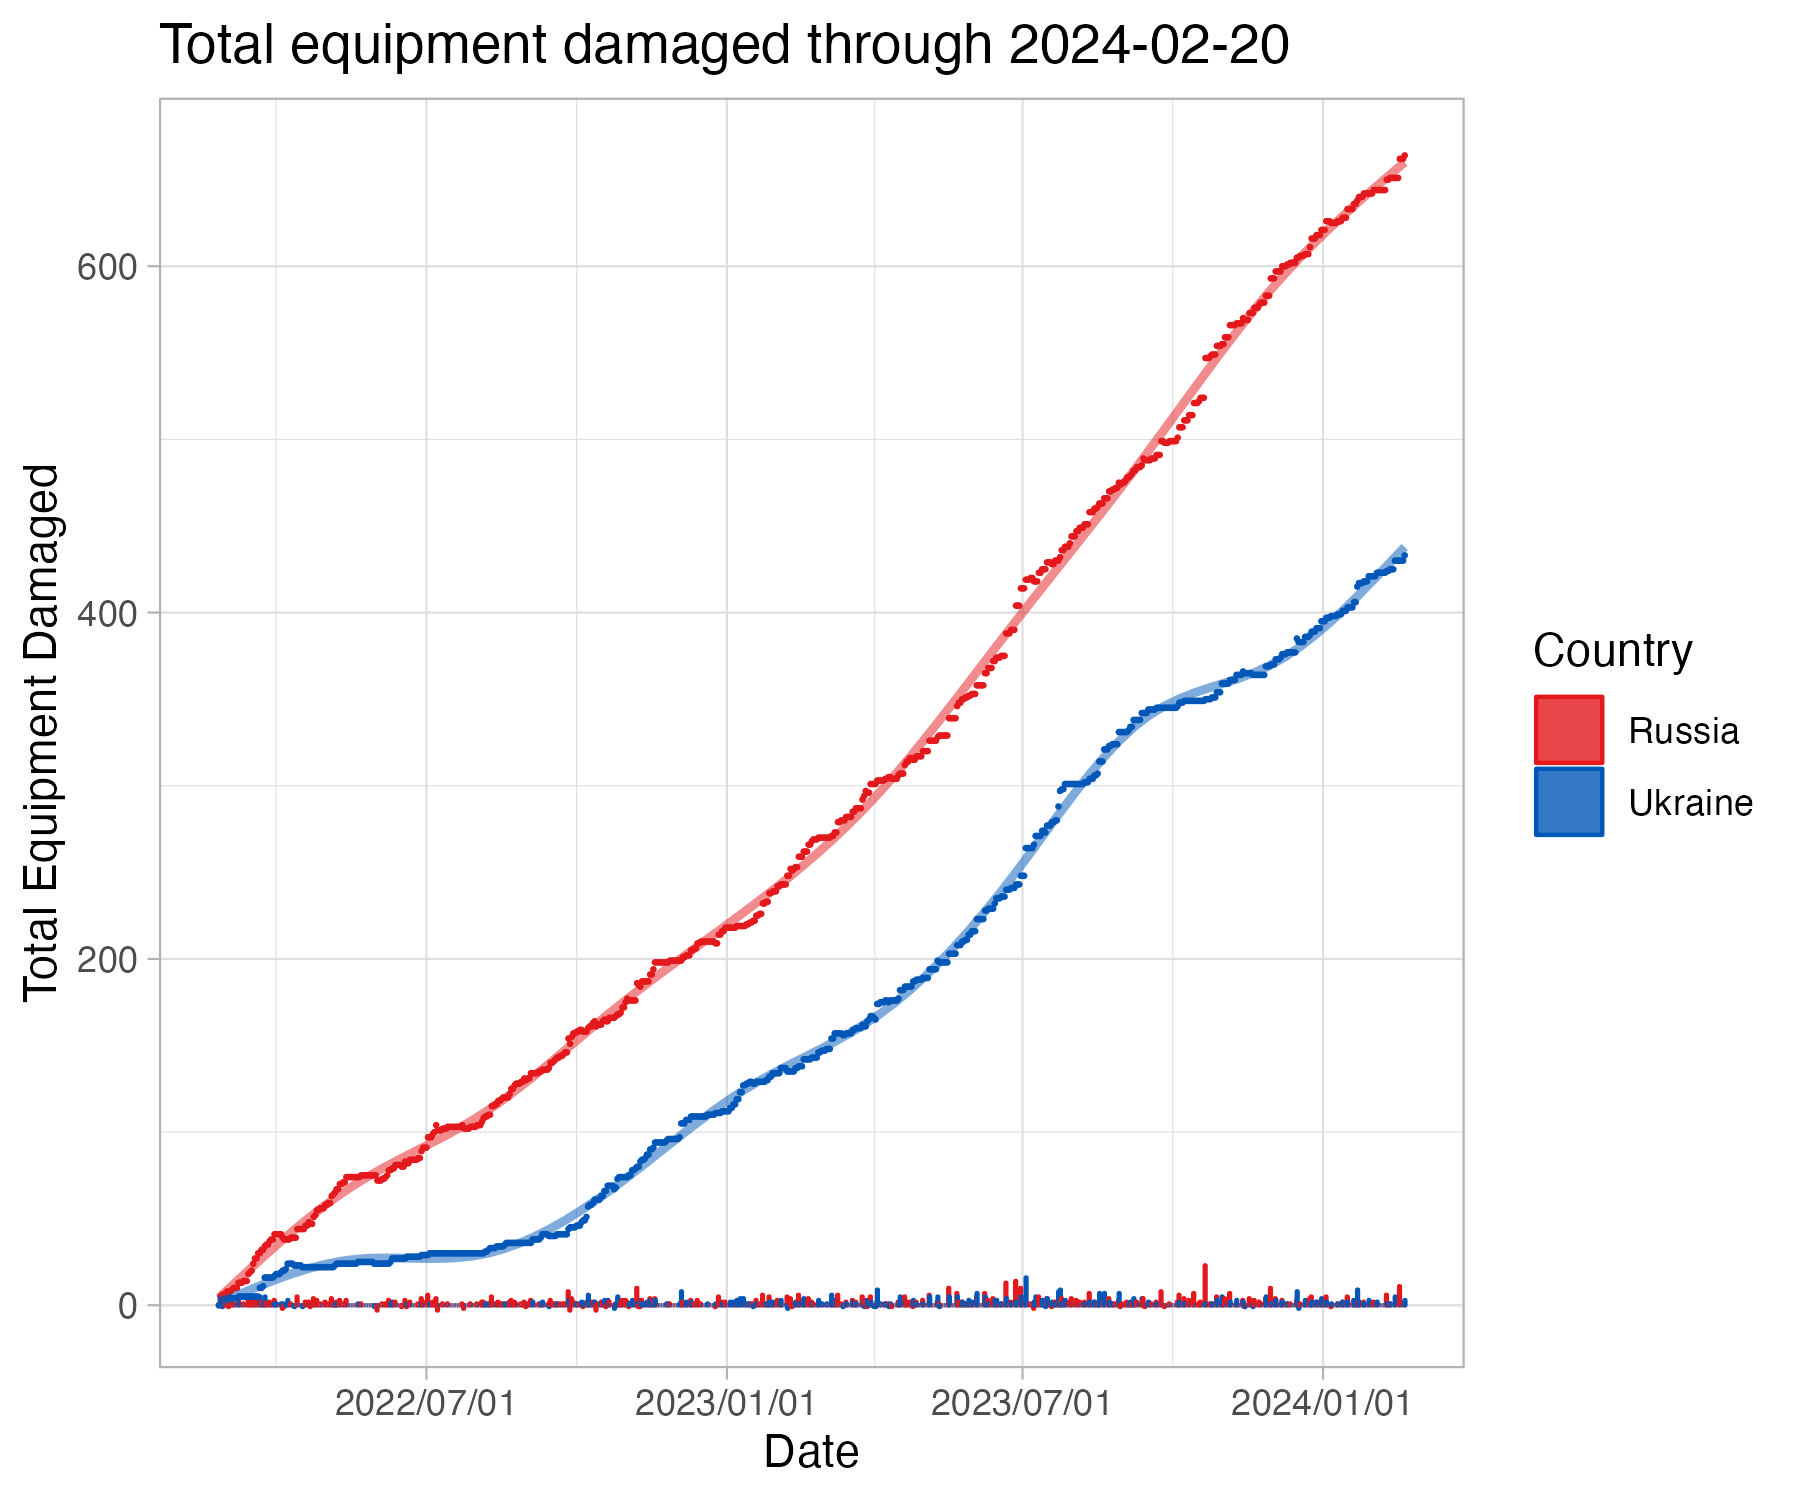 Total equipment damaged through 2024-02-20
Total Equipment Damaged
600
400
200
0
2022/07/01
2023/01/01
2023/07/01
2024/01/01
Date
Country
Russia
Ukraine